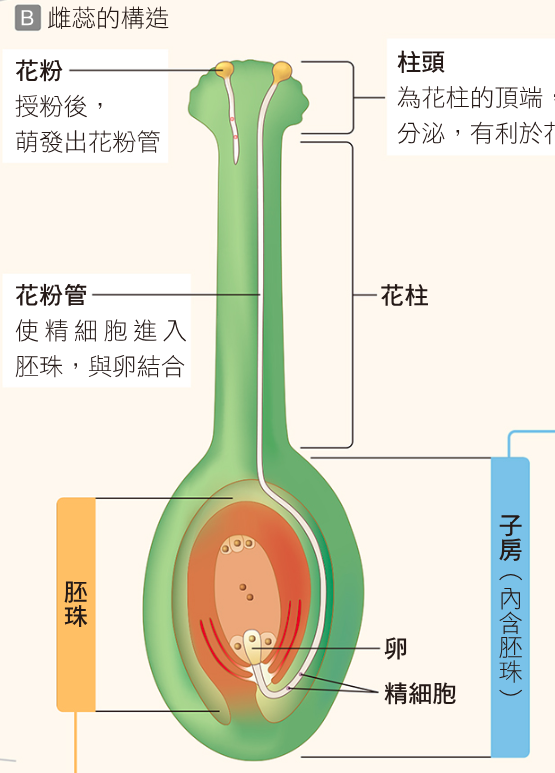 B 雌蕊的構造
花粉
授粉後，
萌發出花粉管
柱頭
為花柱的頂端，
分泌，有利於花
花粉管
使精細胞進入
胚珠，與卵結合
花柱
子房（內含胚珠）
胚珠
卵
精細胞